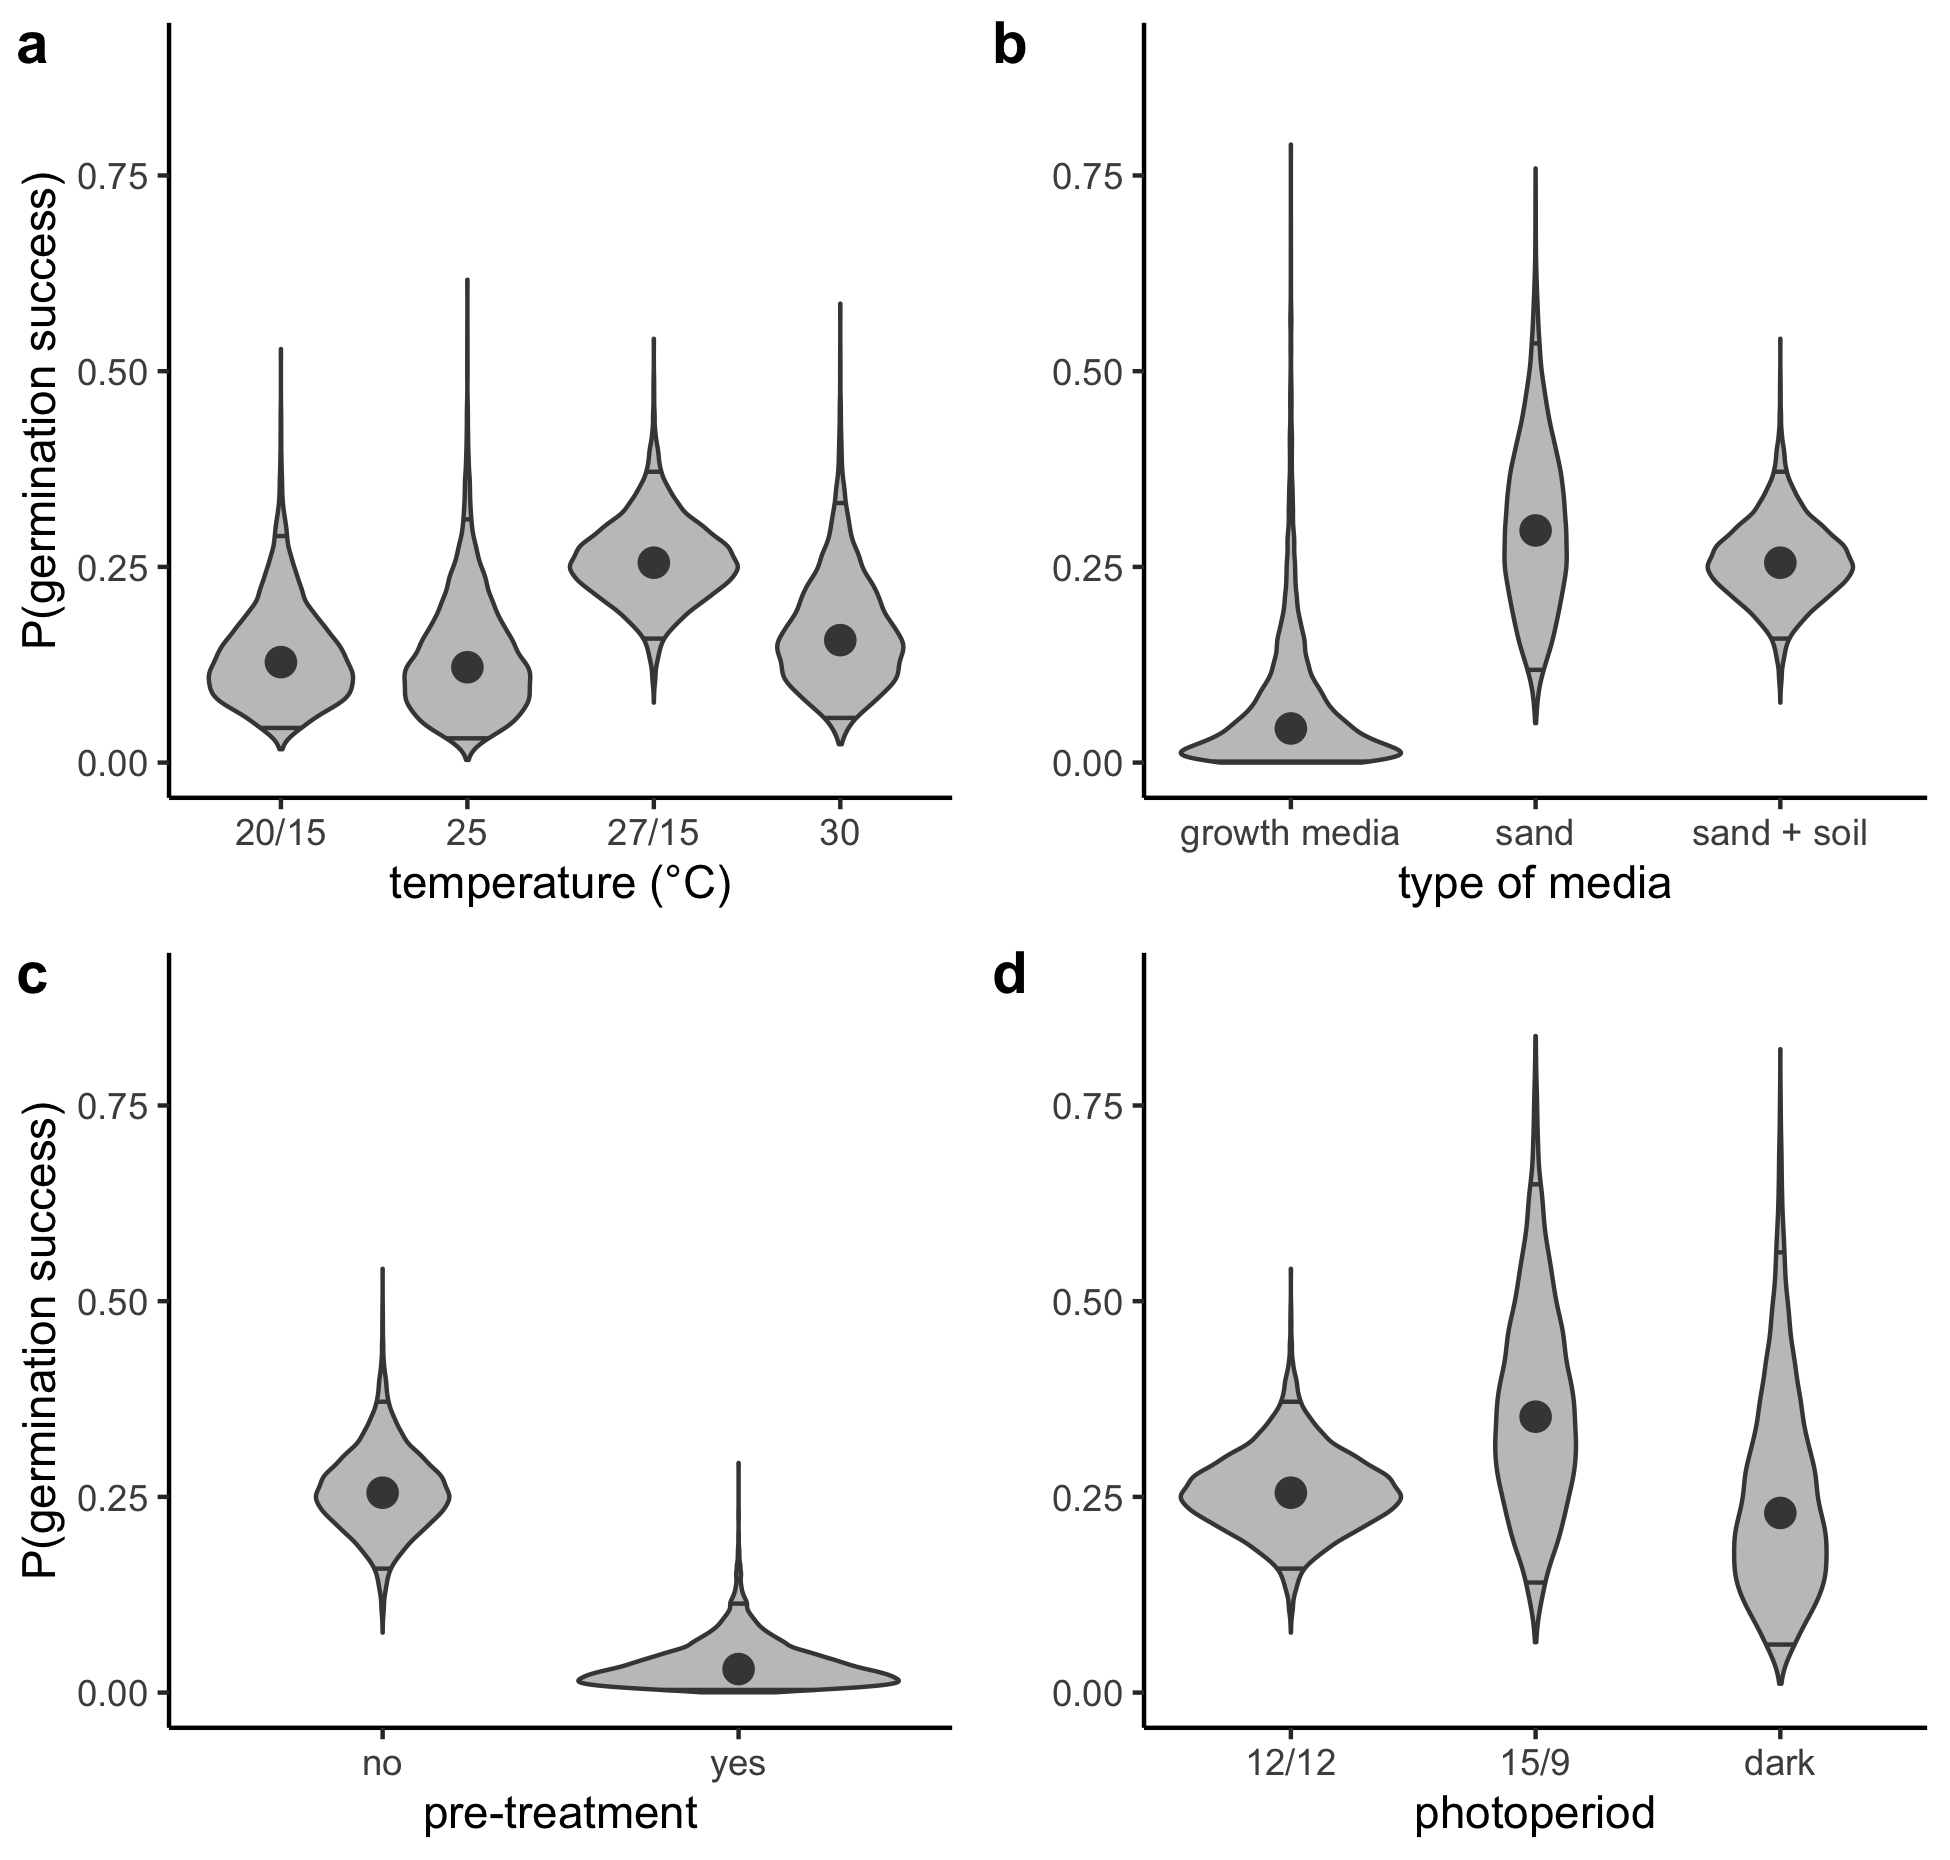 a
P(germination success)
0.75
0.50
0.25
0.00
20/15 25 27/15 30
temperature (°C)
b
0.75
0.50
0.25
0.00
growth media sand sand + soil
type of media
c
P(germination success)
0.75
0.50
0.25
0.00
no yes
pre-treatment
d
0.75
0.50
0.25
0.00
12/12 15/9 dark
photoperiod